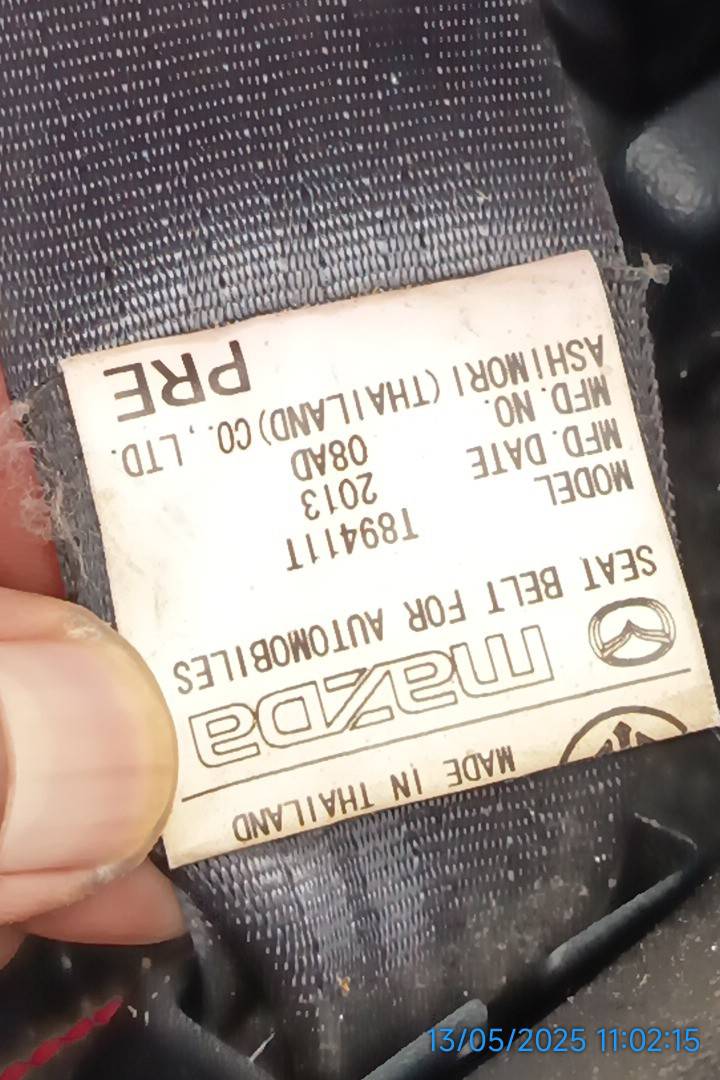 MADE IN THAILAND
mazda
SEAT BELT FOR AUTOMOBILES
MODEL T89411T
MFD. DATE 2013
MFD. NO. 08AD
ASHIMORI (THAILAND) CO., LTD.
PRE
13/05/2025 11:02:15